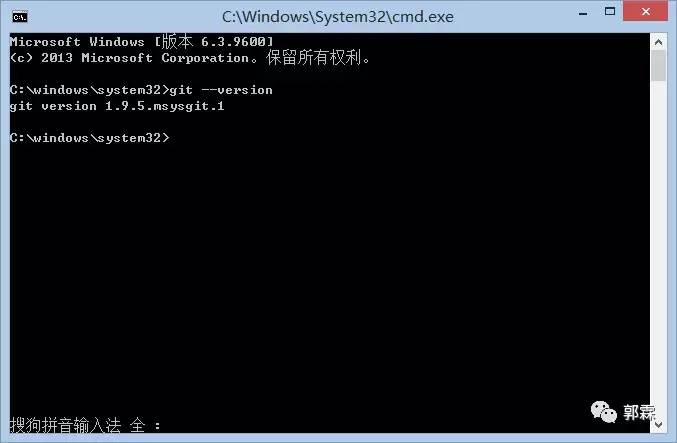 C:\Windows\System32\cmd.exe
Microsoft Windows [版本 6.3.9600]
(c) 2013 Microsoft Corporation。保留所有权利。
C:\windows\system32>git --version
git version 1.9.5.msysgit.1
C:\windows\system32>
郭霖
搜狗拼音输入法 全 :